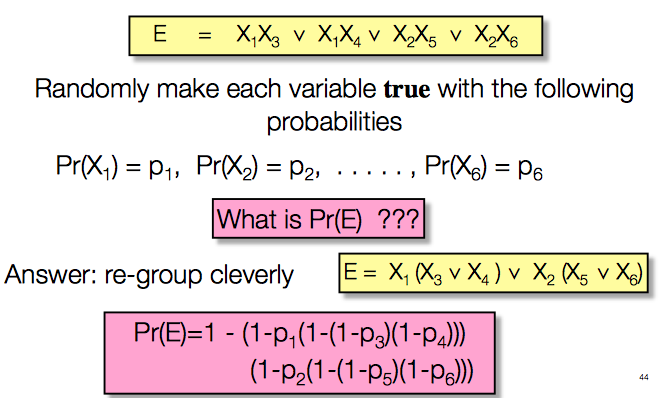 E = X₁X₃ ∨ X₁X₄ ∨ X₂X₅ ∨ X₂X₆
Randomly make each variable true with the following
probabilities
Pr(X₁) = p₁, Pr(X₂) = p₂, . . . . . , Pr(X₆) = p₆
What is Pr(E) ???
Answer: re-group cleverly
E = X₁ (X₃ ∨ X₄ ) ∨ X₂ (X₅ ∨ X₆)
Pr(E)=1 - (1-p₁(1-(1-p₃)(1-p₄)))
(1-p₂(1-(1-p₅)(1-p₆)))
44